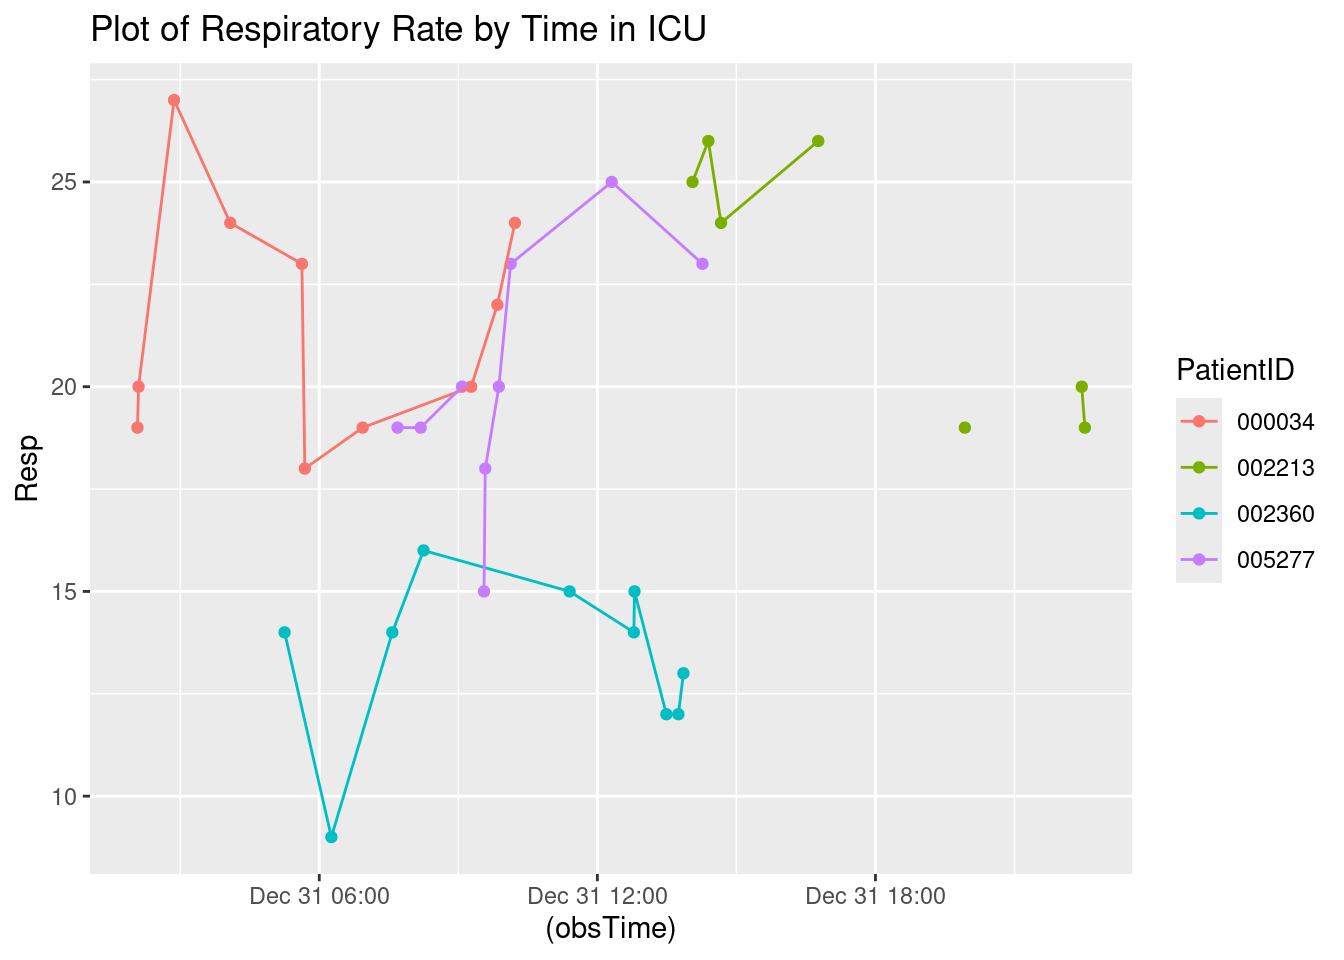 Plot of Respiratory Rate by Time in ICU
25
20
15
10
Resp
Dec 31 06:00
Dec 31 12:00
Dec 31 18:00
(obsTime)
PatientID
000034
002213
002360
005277